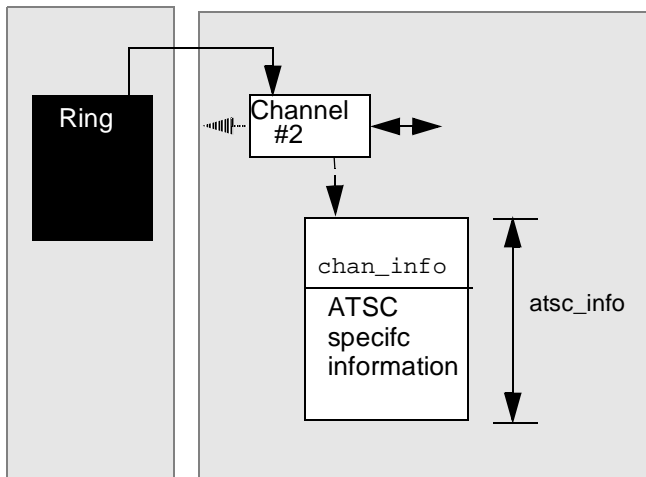 Ring
Channel
#2
chan_info
ATSC
specifc
information
atsc_info